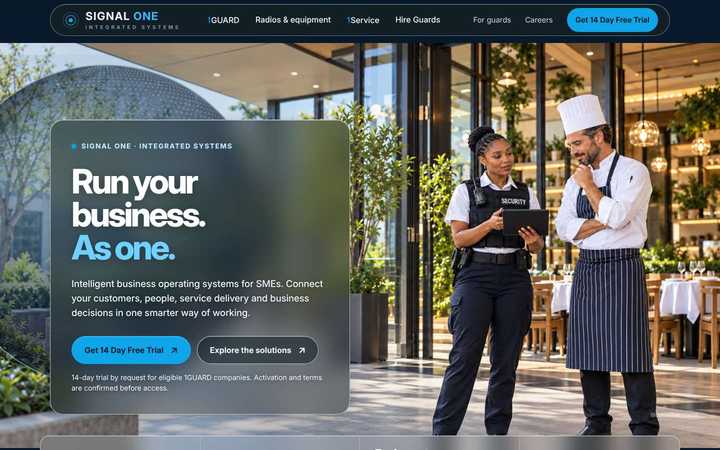 SIGNAL ONE
INTEGRATED SYSTEMS
1GUARD
Radios & equipment
1Service
Hire Guards
For guards
Careers
Get 14 Day Free Trial
SIGNAL ONE · INTEGRATED SYSTEMS
Run your
business.
As one.
Intelligent business operating systems for SMEs. Connect
your customers, people, service delivery and business
decisions in one smarter way of working.
Get 14 Day Free Trial
Explore the solutions
14-day trial by request for eligible 1GUARD companies. Activation and terms
are confirmed before access.
SECURITY